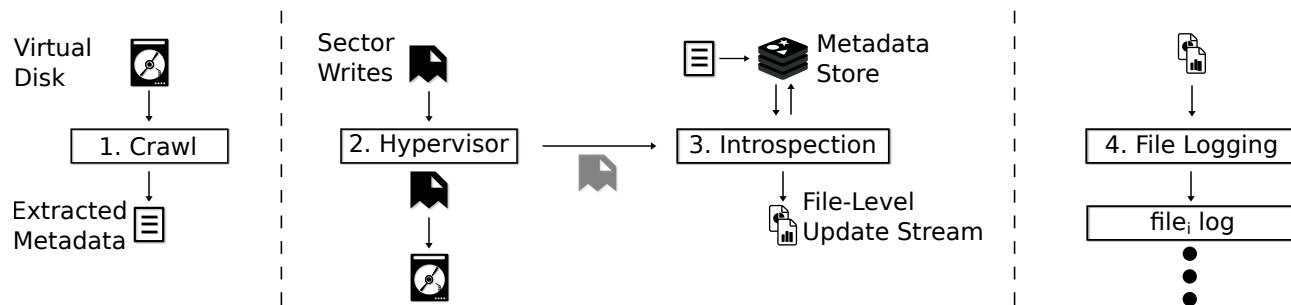 Virtual
Disk
1. Crawl
Extracted
Metadata
Sector
Writes
2. Hypervisor
Metadata
Store
3. Introspection
File-Level
Update Stream
4. File Logging
fileᵢ log